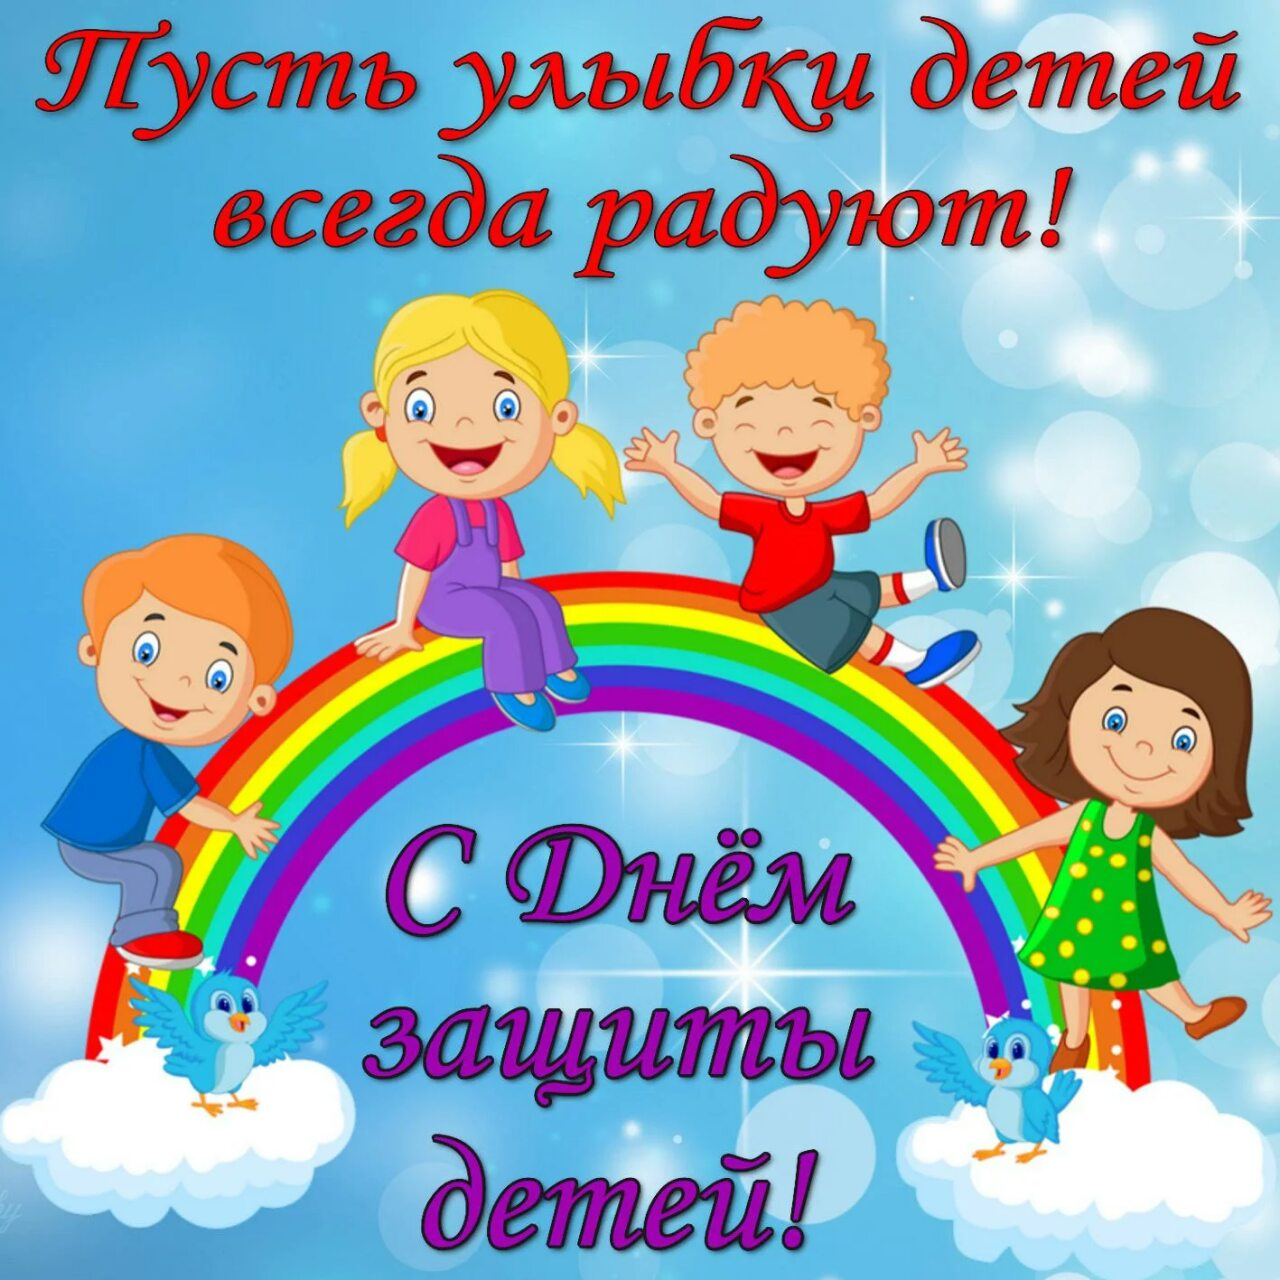 Пусть улыбки детей
всегда радуют!
С Днём
защиты
детей!